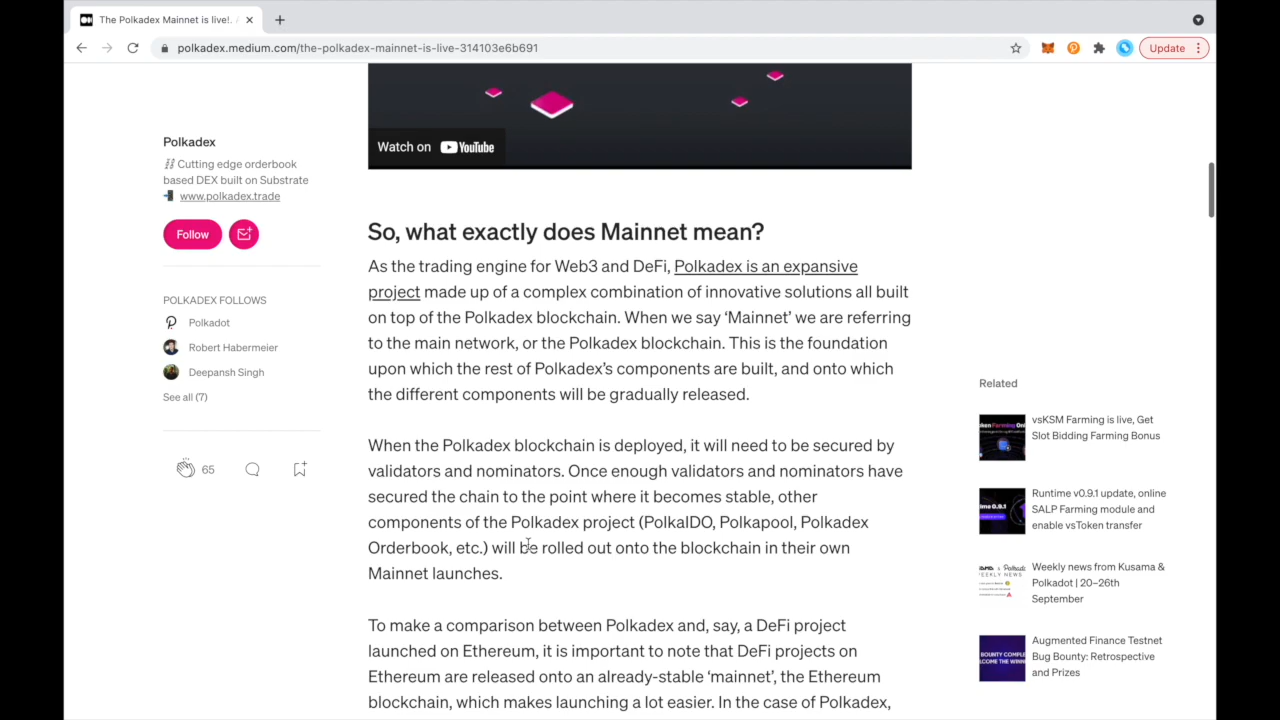 The Polkadex Mainnet is live!.
polkadex.medium.com/the-polkadex-mainnet-is-live-314103e6b691
Update
Watch on YouTube
Polkadex
Cutting edge orderbook
based DEX built on Substrate
www.polkadex.trade
Follow
POLKADEX FOLLOWS
Polkadot
Robert Habermeier
Deepansh Singh
See all (7)
65
So, what exactly does Mainnet mean?
As the trading engine for Web3 and DeFi, Polkadex is an expansive
project made up of a complex combination of innovative solutions all built
on top of the Polkadex blockchain. When we say ‘Mainnet’ we are referring
to the main network, or the Polkadex blockchain. This is the foundation
upon which the rest of Polkadex’s components are built, and onto which
the different components will be gradually released.
When the Polkadex blockchain is deployed, it will need to be secured by
validators and nominators. Once enough validators and nominators have
secured the chain to the point where it becomes stable, other
components of the Polkadex project (PolkaIDO, Polkapool, Polkadex
Orderbook, etc.) will be rolled out onto the blockchain in their own
Mainnet launches.
To make a comparison between Polkadex and, say, a DeFi project
launched on Ethereum, it is important to note that DeFi projects on
Ethereum are released onto an already-stable ‘mainnet’, the Ethereum
blockchain, which makes launching a lot easier. In the case of Polkadex,
Related
vsKSM Farming is live, Get
Slot Bidding Farming Bonus
Runtime v0.9.1 update, online
SALP Farming module and
enable vsToken transfer
Weekly news from Kusama &
Polkadot | 20–26th
September
Augmented Finance Testnet
Bug Bounty: Retrospective
and Prizes